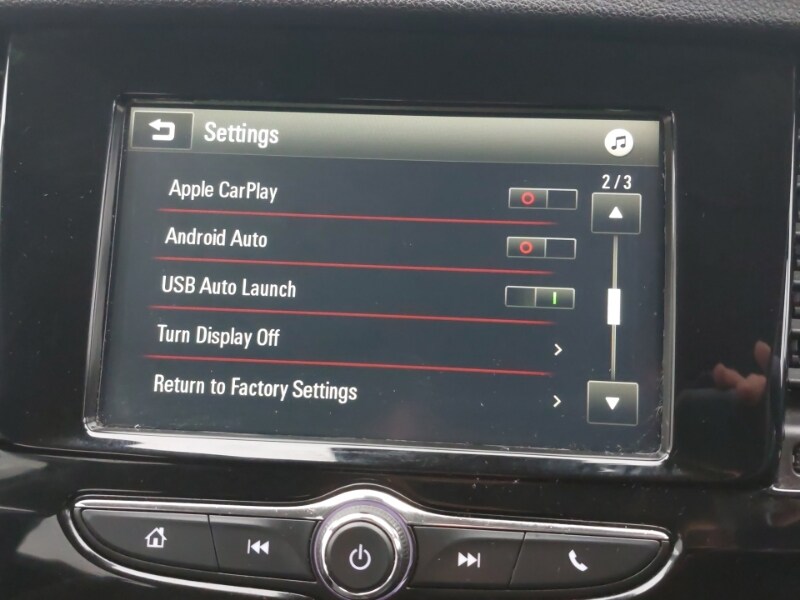 Settings
2/3
Apple CarPlay
Android Auto
USB Auto Launch
Turn Display Off
Return to Factory Settings